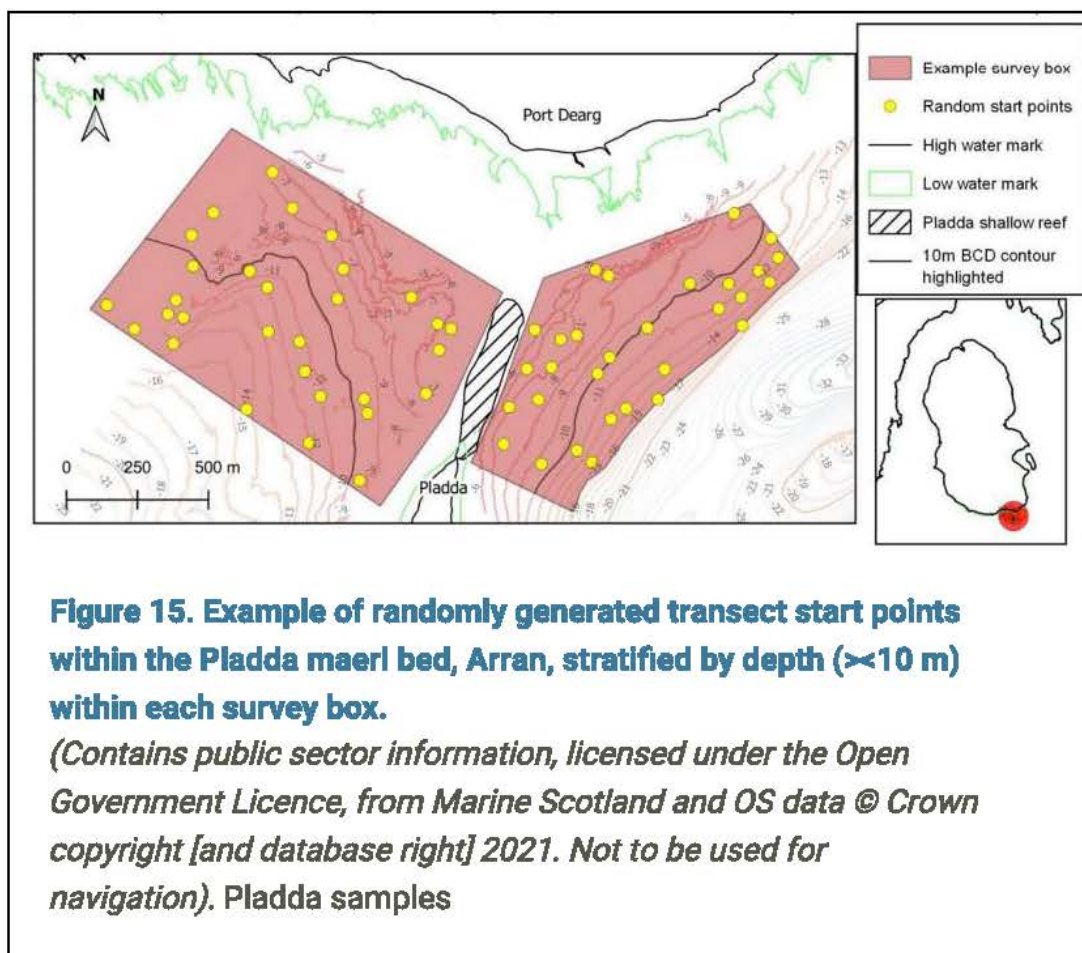 N
Port Dearg
Pladda
0 250 500 m
Example survey box
Random start points
High water mark
Low water mark
Pladda shallow reef
10m BCD contour
highlighted
Figure 15. Example of randomly generated transect start points
within the Pladda maerl bed, Arran, stratified by depth (><10 m)
within each survey box.
(Contains public sector information, licensed under the Open
Government Licence, from Marine Scotland and OS data © Crown
copyright [and database right] 2021. Not to be used for
navigation). Pladda samples